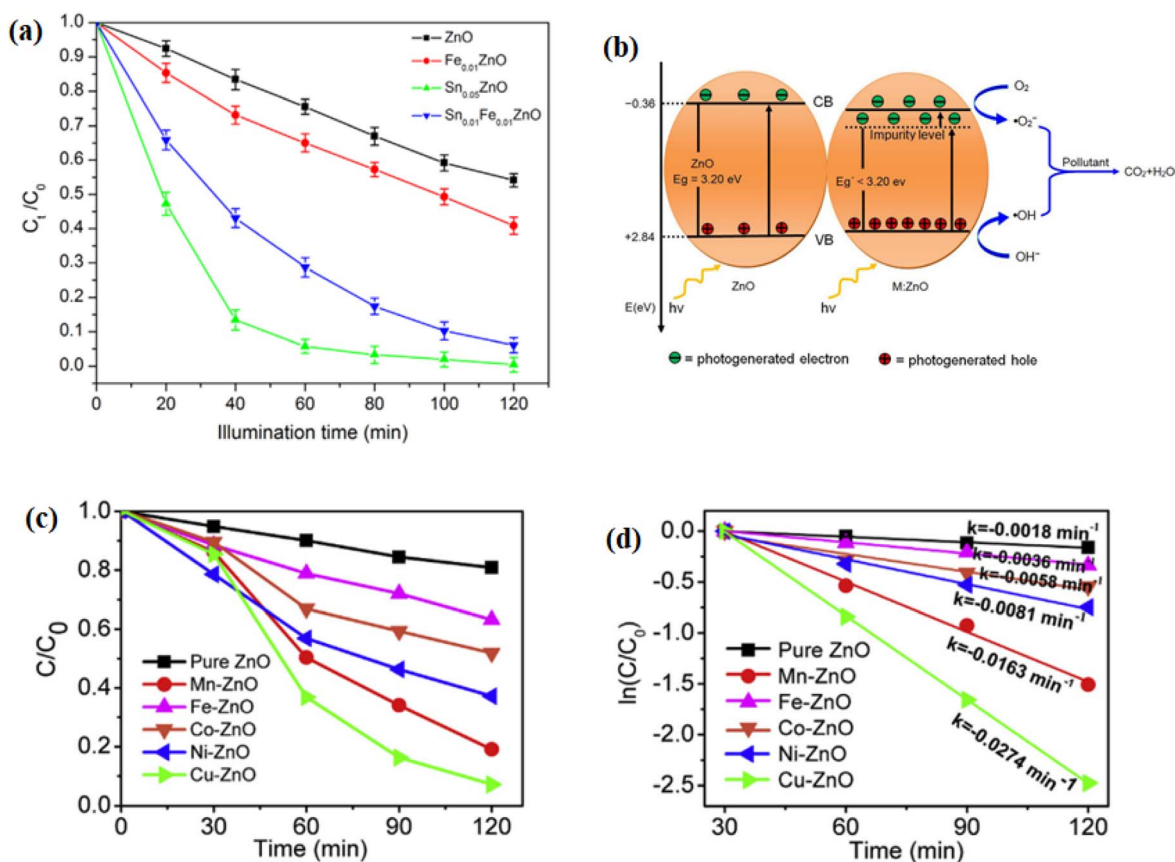 (a)
1.0
0.9
0.8
0.7
0.6
0.5
0.4
0.3
0.2
0.1
0.0
C_t /C_0
0 20 40 60 80 100 120
Illumination time (min)
ZnO
Fe_0.01ZnO
Sn_0.05ZnO
Sn_0.01Fe_0.01ZnO
(b)
−0.36
+2.84
E(eV)
ZnO
Eg = 3.20 eV
CB
VB
Impurity level
Eg´ < 3.20 ev
hv
ZnO
hv
M:ZnO
O₂
•O₂⁻
Pollutant
CO₂+H₂O
•OH
OH⁻
= photogenerated electron
= photogenerated hole
(c)
1.0
0.8
0.6
0.4
0.2
0.0
C/C_0
Pure ZnO
Mn-ZnO
Fe-ZnO
Co-ZnO
Ni-ZnO
Cu-ZnO
0 30 60 90 120
Time (min)
(d)
0.0
-0.5
-1.0
-1.5
-2.0
-2.5
ln(C/C_0)
k=-0.0018 min⁻¹
k=-0.0036 min⁻¹
k=-0.0058 min⁻¹
k=-0.0081 min⁻¹
k=-0.0163 min⁻¹
k=-0.0274 min⁻¹
Pure ZnO
Mn-ZnO
Fe-ZnO
Co-ZnO
Ni-ZnO
Cu-ZnO
30 60 90 120
Time (min)